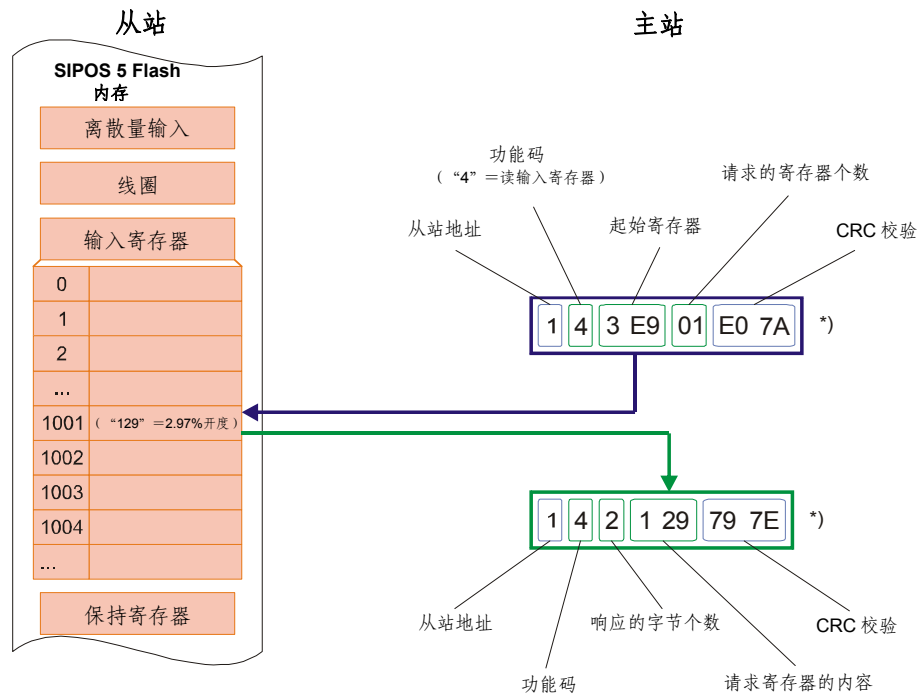 从站
SIPOS 5 Flash
内存
离散量输入
线圈
输入寄存器
0
1
2
...
1001 （“129”＝2.97%开度）
1002
1003
1004
...
保持寄存器
主站
功能码
（“4”＝读输入寄存器）
请求的寄存器个数
从站地址
起始寄存器
CRC 校验
1 4 3 E9 01 E0 7A *)
1 4 2 1 29 79 7E *)
从站地址
响应的字节个数
CRC 校验
功能码
请求寄存器的内容